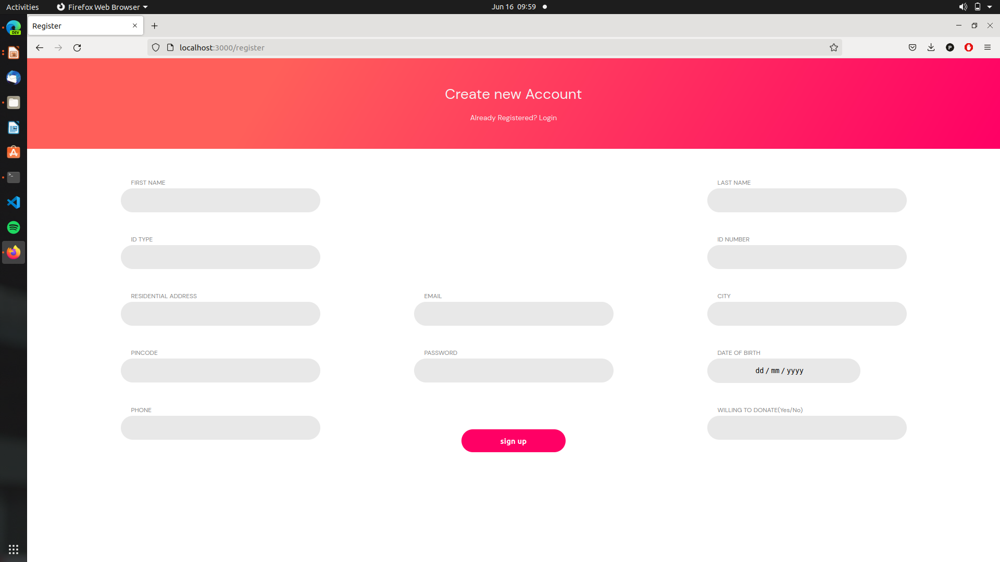 Activities
Firefox Web Browser
Jun 16 09:59
DEV
Register
localhost:3000/register
P
Create new Account
Already Registered? Login
FIRST NAME
LAST NAME
ID TYPE
ID NUMBER
RESIDENTIAL ADDRESS
EMAIL
CITY
PINCODE
PASSWORD
DATE OF BIRTH
dd / mm / yyyy
PHONE
WILLING TO DONATE(Yes/No)
sign up